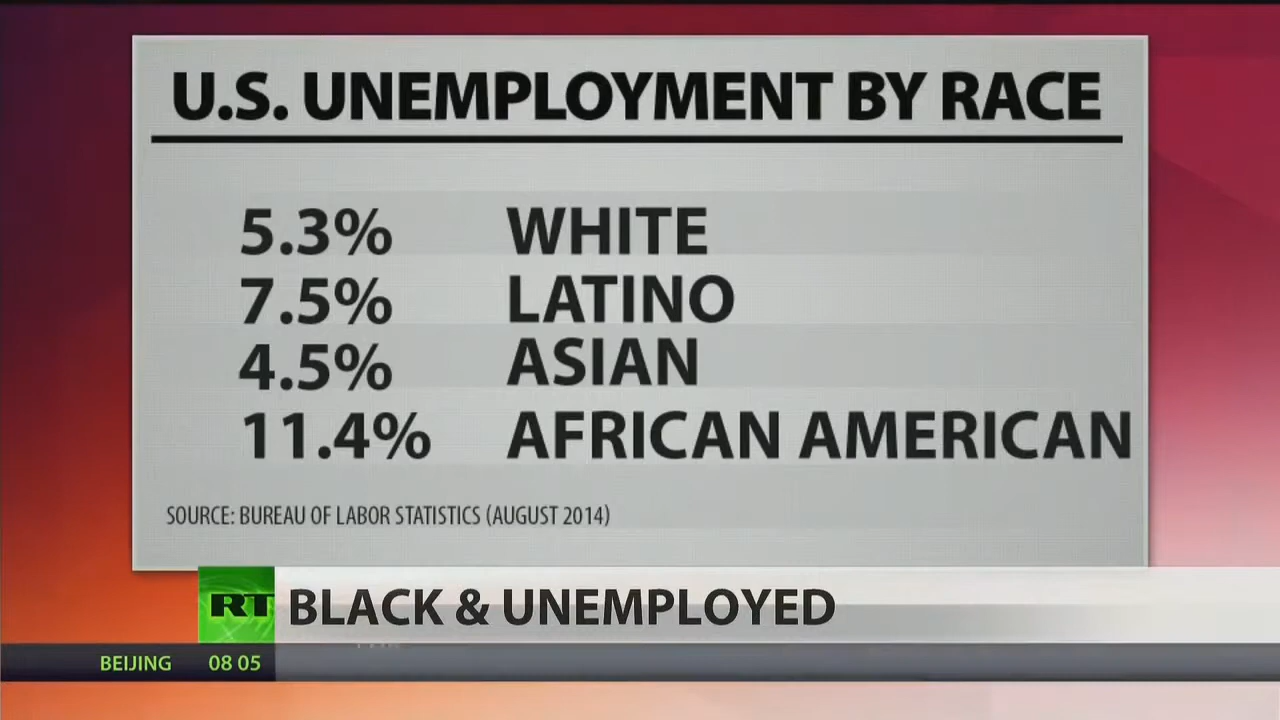 U.S. UNEMPLOYMENT BY RACE
5.3% WHITE
7.5% LATINO
4.5% ASIAN
11.4% AFRICAN AMERICAN
SOURCE: BUREAU OF LABOR STATISTICS (AUGUST 2014)
RT BLACK & UNEMPLOYED
BEIJING 08 05